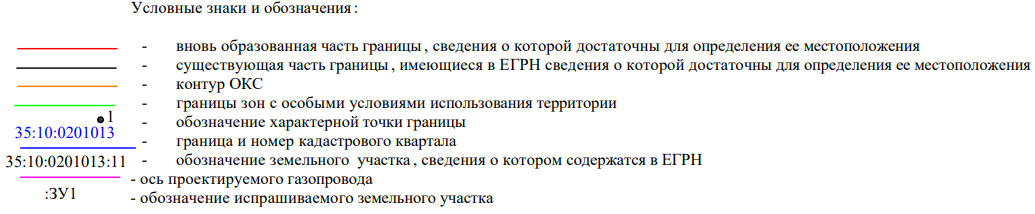 Условные знаки и обозначения:
- вновь образованная часть границы, сведения о которой достаточны для определения ее местоположения
- существующая часть границы, имеющиеся в ЕГРН сведения о которой достаточны для определения ее местоположения
- контур ОКС
- границы зон с особыми условиями использования территории
1 - обозначение характерной точки границы
35:10:0201013 - граница и номер кадастрового квартала
35:10:0201013:11 - обозначение земельного участка, сведения о котором содержатся в ЕГРН
- ось проектируемого газопровода
:ЗУ1 - обозначение испрашиваемого земельного участка